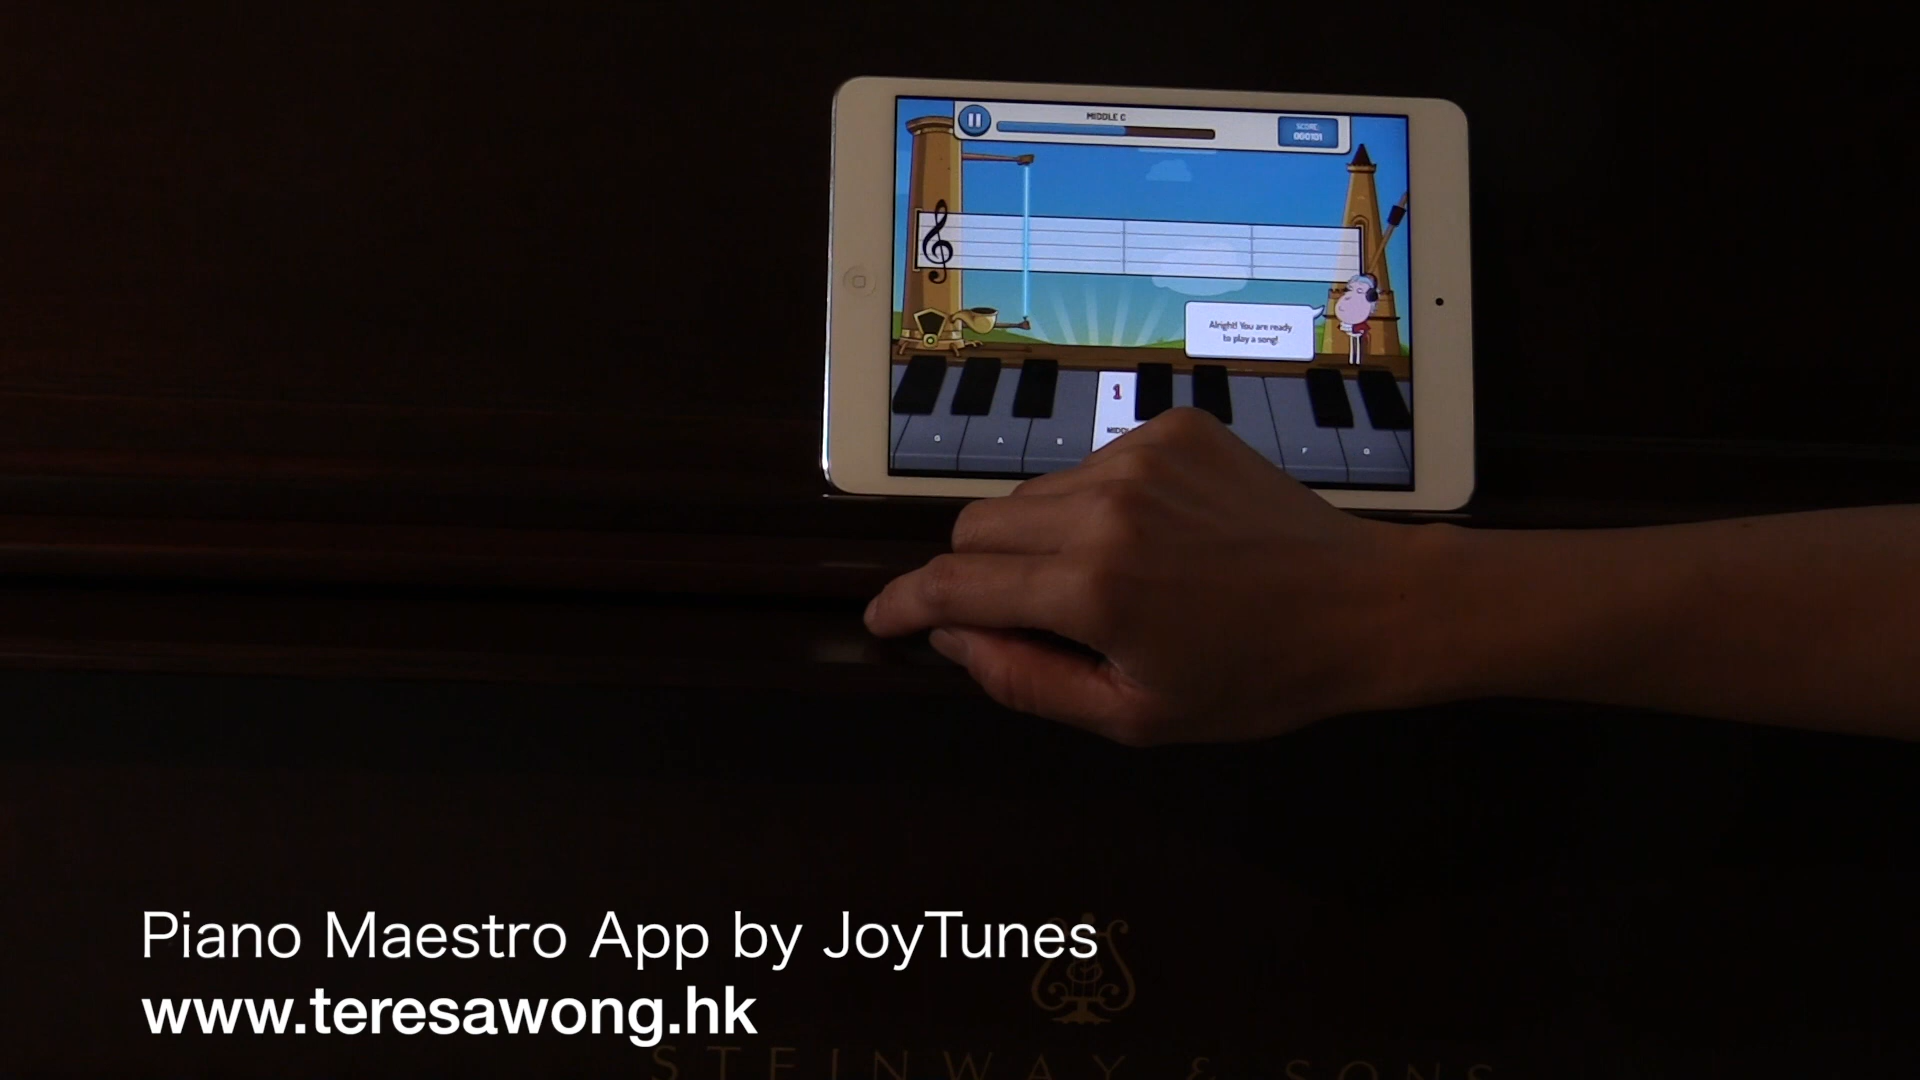 MIDDLE C
SCORE:
000101
Alright! You are ready
to play a song!
1
G A B F G
Piano Maestro App by JoyTunes
www.teresawong.hk
STEINWAY & SONS